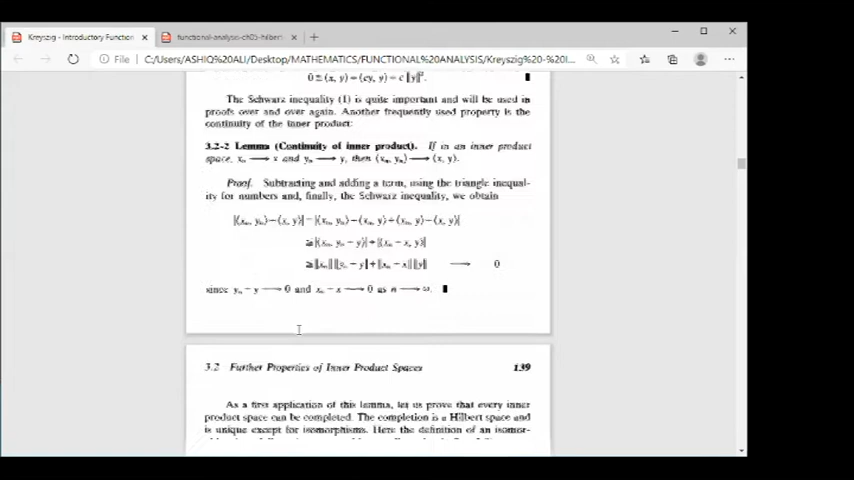 Kreyszig - Introductory Function
functional-analysis-ch05-hilbert
File C:/Users/ASHIQ%20ALI/Desktop/MATHEMATICS/FUNCTIONAL%20ANALYSIS/Kreyszig%20-%20I...
The Schwarz inequality (1) is quite important and will be used in
proofs over and over again. Another frequently used property is the
continuity of the inner product:
3.2-2 Lemma (Continuity of inner product). If in an inner product
space, xₙ → x and yₙ → y, then ⟨xₙ, yₙ⟩ → ⟨x, y⟩.
Proof. Subtracting and adding a term, using the triangle inequal-
ity for numbers and, finally, the Schwarz inequality, we obtain
|⟨xₙ, yₙ⟩ − ⟨x, y⟩| = |⟨xₙ, yₙ⟩ − ⟨xₙ, y⟩ + ⟨xₙ, y⟩ − ⟨x, y⟩|
≦ |⟨xₙ, yₙ − y⟩| + |⟨xₙ − x, y⟩|
≦ ‖xₙ‖ ‖yₙ − y‖ + ‖xₙ − x‖ ‖y‖ → 0
since yₙ − y → 0 and xₙ − x → 0 as n → ∞. ∎
3.2 Further Properties of Inner Product Spaces 139
As a first application of this lemma, let us prove that every inner
product space can be completed. The completion is a Hilbert space and
is unique except for isomorphisms. Here the definition of an isomor-